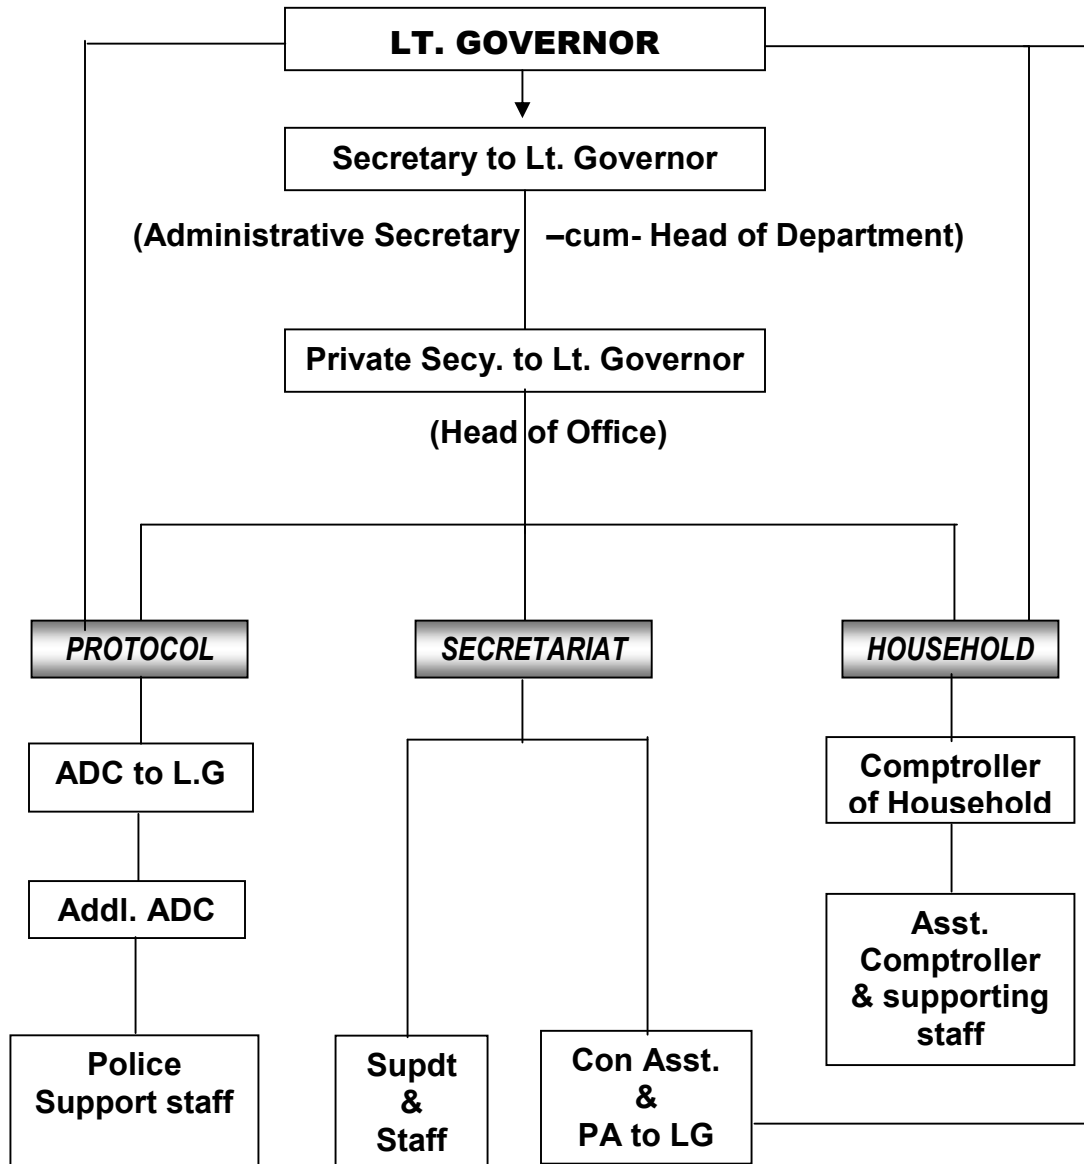 LT. GOVERNOR
Secretary to Lt. Governor
(Administrative Secretary –cum- Head of Department)
Private Secy. to Lt. Governor
(Head of Office)
PROTOCOL
SECRETARIAT
HOUSEHOLD
ADC to L.G
Comptroller
of Household
Addl. ADC
Asst.
Comptroller
& supporting
staff
Police
Support staff
Supdt
&
Staff
Con Asst.
&
PA to LG